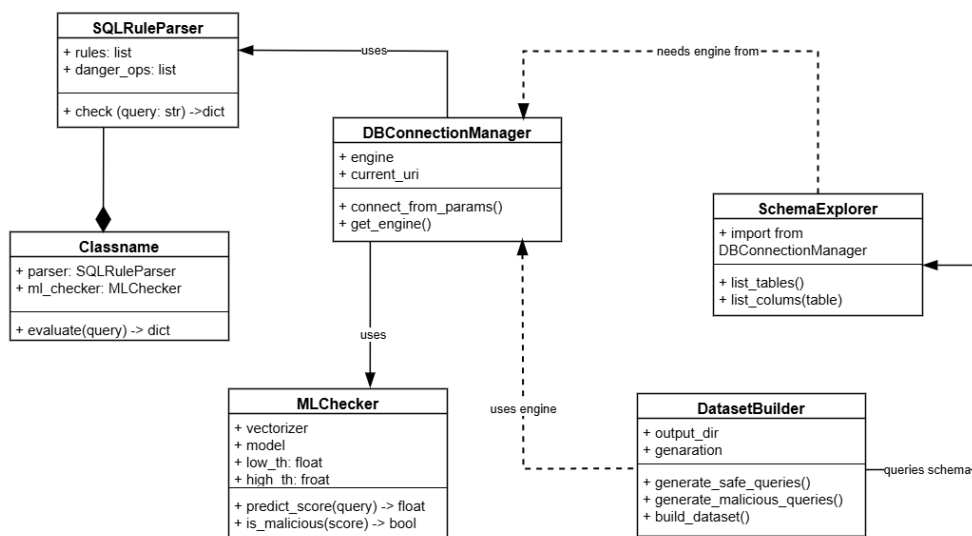 SQLRuleParser
+ rules: list
+ danger_ops: list
+ check (query: str) ->dict
uses
needs engine from
DBConnectionManager
+ engine
+ current_uri
+ connect_from_params()
+ get_engine()
SchemaExplorer
+ import from
DBConnectionManager
+ list_tables()
+ list_colums(table)
Classname
+ parser: SQLRuleParser
+ ml_checker: MLChecker
+ evaluate(query) -> dict
uses
MLChecker
+ vectorizer
+ model
+ low_th: float
+ high_th: froat
+ predict_score(query) -> float
+ is_malicious(score) -> bool
uses engine
DatasetBuilder
+ output_dir
+ genaration
+ generate_safe_queries()
+ generate_malicious_queries()
+ build_dataset()
queries schema